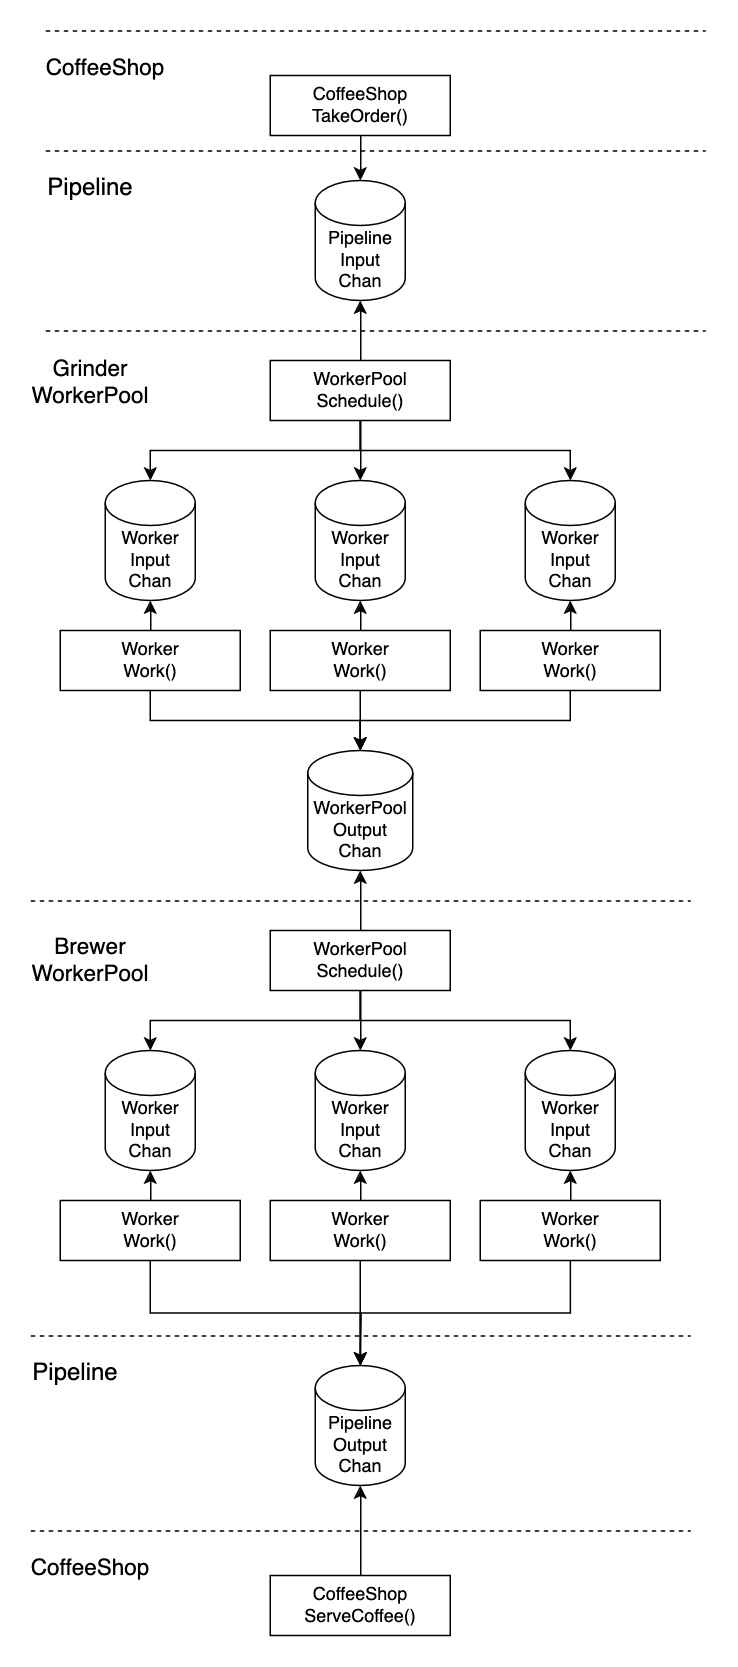 CoffeeShop
CoffeeShop
TakeOrder()
Pipeline
Pipeline
Input
Chan
Grinder
WorkerPool
WorkerPool
Schedule()
Worker
Input
Chan
Worker
Input
Chan
Worker
Input
Chan
Worker
Work()
Worker
Work()
Worker
Work()
WorkerPool
Output
Chan
Brewer
WorkerPool
WorkerPool
Schedule()
Worker
Input
Chan
Worker
Input
Chan
Worker
Input
Chan
Worker
Work()
Worker
Work()
Worker
Work()
Pipeline
Pipeline
Output
Chan
CoffeeShop
CoffeeShop
ServeCoffee()